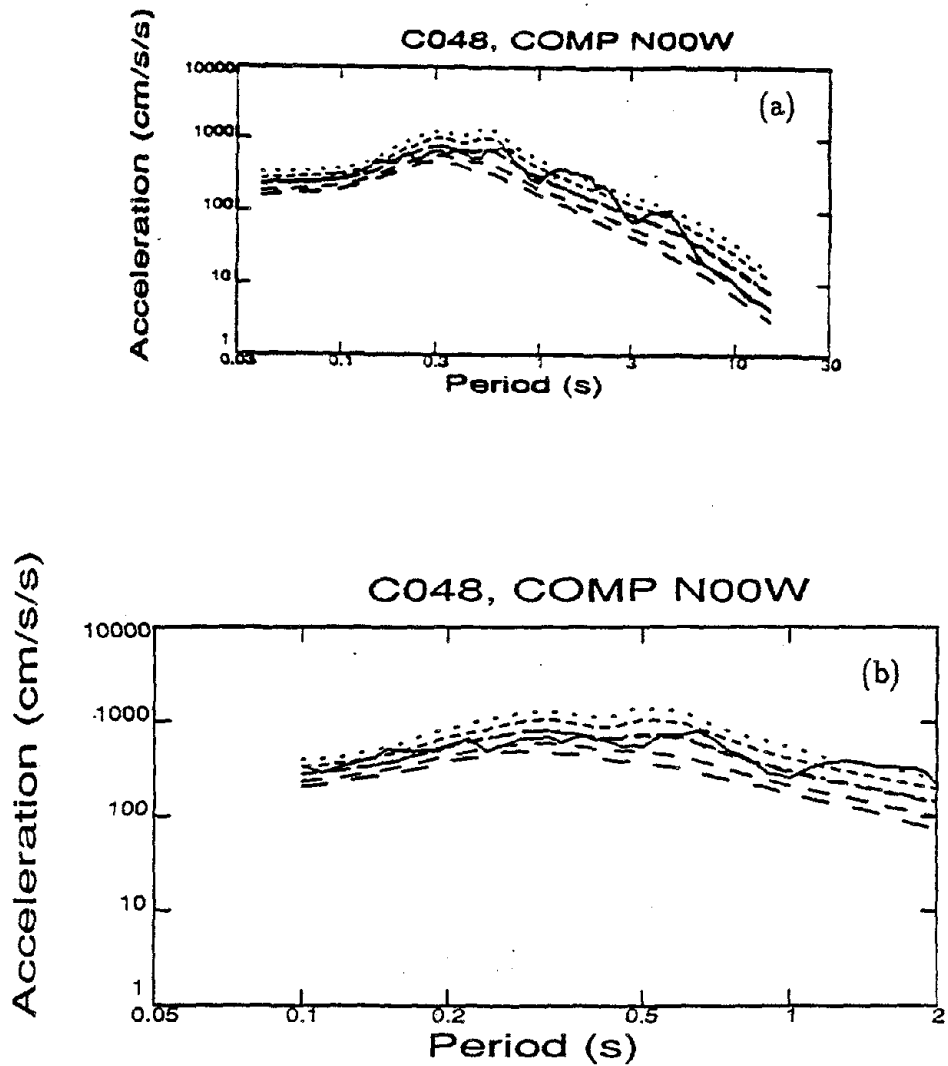 C048, COMP N00W
(a)
Acceleration (cm/s/s)
10000
1000
100
10
1
0.03 0.1 0.3 1 3 10 30
Period (s)
C048, COMP N00W
(b)
Acceleration (cm/s/s)
10000
1000
100
10
1
0.05 0.1 0.2 0.5 1 2
Period (s)